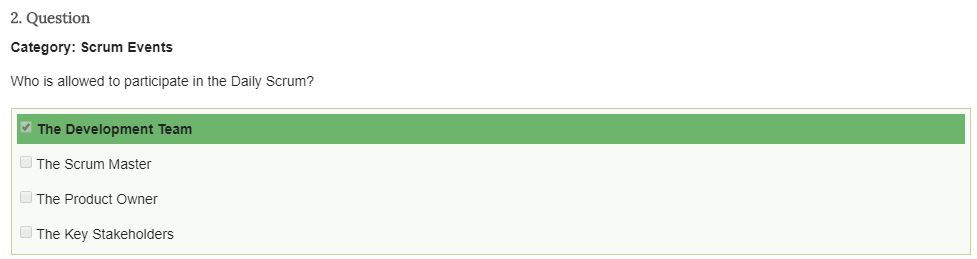 2. Question
Category: Scrum Events
Who is allowed to participate in the Daily Scrum?
The Development Team
The Scrum Master
The Product Owner
The Key Stakeholders